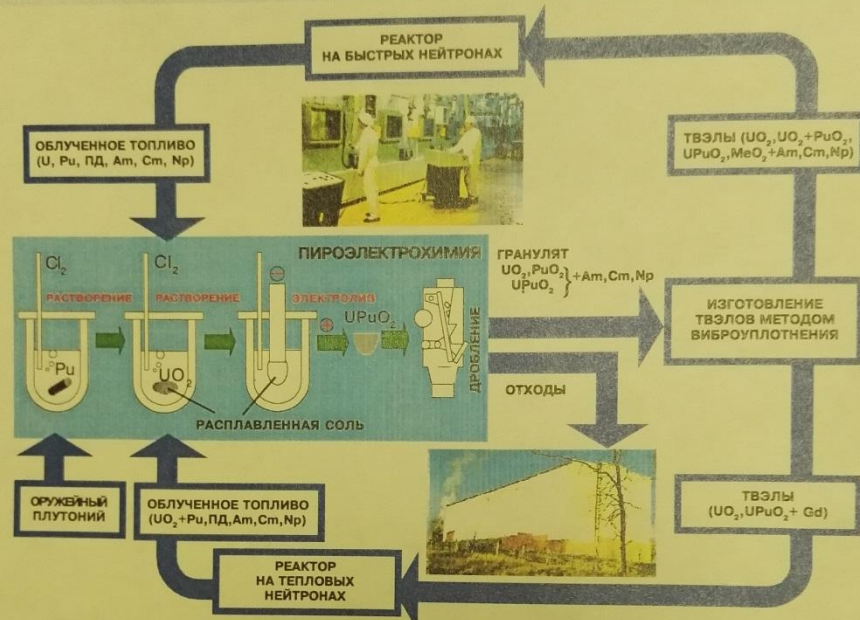 РЕАКТОР
НА БЫСТРЫХ НЕЙТРОНАХ
ОБЛУЧЕННОЕ ТОПЛИВО
(U, Pu, ПД, Am, Cm, Np)
ТВЭЛЫ (UO₂,UO₂+PuO₂,
UPuO₂,MeO₂+Am,Cm,Np)
ПИРОЭЛЕКТРОХИМИЯ
Cl₂
Cl₂
РАСТВОРЕНИЕ
РАСТВОРЕНИЕ
ЭЛЕКТРОЛИЗ
UPuO₂
Pu
UO₂
РАСПЛАВЛЕННАЯ СОЛЬ
ДРОБЛЕНИЕ
ГРАНУЛЯТ
UO₂,PuO₂
UPuO₂
}+Am,Cm,Np
ИЗГОТОВЛЕНИЕ
ТВЭЛОВ МЕТОДОМ
ВИБРОУПЛОТНЕНИЯ
ОТХОДЫ
ОРУЖЕЙНЫЙ
ПЛУТОНИЙ
ОБЛУЧЕННОЕ ТОПЛИВО
(UO₂+Pu,ПД,Am,Cm,Np)
ТВЭЛЫ
(UO₂,UPuO₂+ Gd)
РЕАКТОР
НА ТЕПЛОВЫХ
НЕЙТРОНАХ